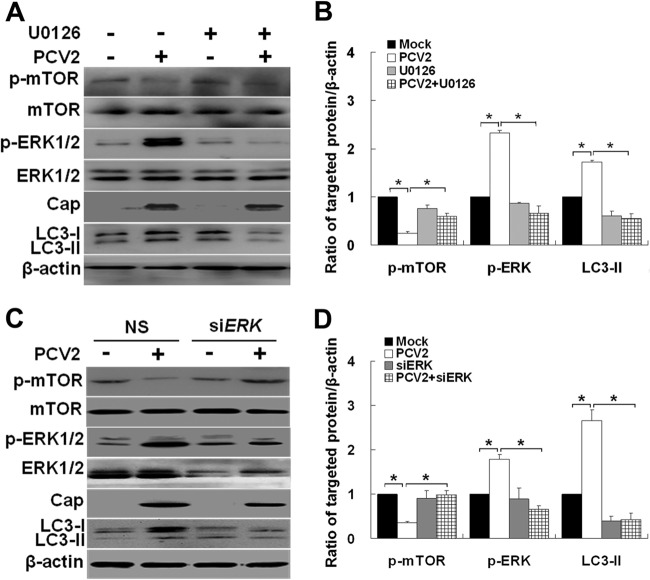 A
U0126 - - + +
PCV2 - + - +
p-mTOR
mTOR
p-ERK1/2
ERK1/2
Cap
LC3-I
LC3-II
β-actin
B
Mock
PCV2
U0126
PCV2+U0126
Ratio of targeted protein/β-actin
4
3
2
1
0
* * * * * *
p-mTOR p-ERK LC3-II
C
NS siERK
PCV2 - + - +
p-mTOR
mTOR
p-ERK1/2
ERK1/2
Cap
LC3-I
LC3-II
β-actin
D
Mock
PCV2
siERK
PCV2+siERK
Ratio of targeted protein/β-actin
4
3
2
1
0
* * * * * *
p-mTOR p-ERK LC3-II